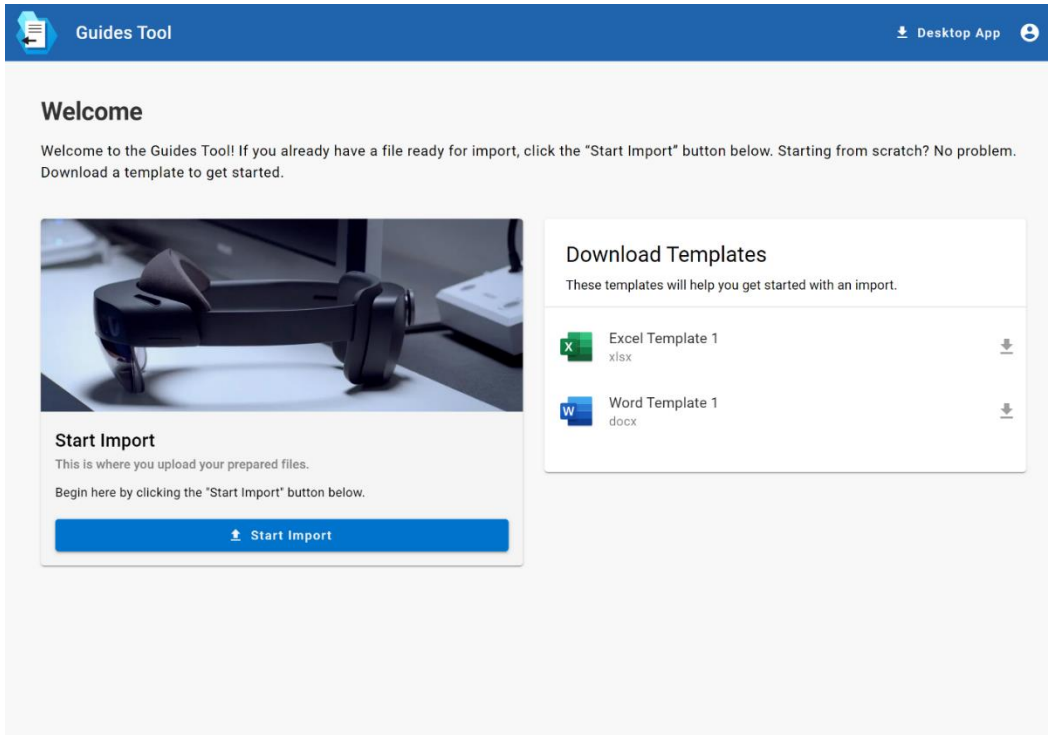 Guides Tool
Desktop App
Welcome
Welcome to the Guides Tool! If you already have a file ready for import, click the “Start Import” button below. Starting from scratch? No problem.
Download a template to get started.
Start Import
This is where you upload your prepared files.
Begin here by clicking the "Start Import" button below.
Start Import
Download Templates
These templates will help you get started with an import.
X
Excel Template 1
xlsx
W
Word Template 1
docx